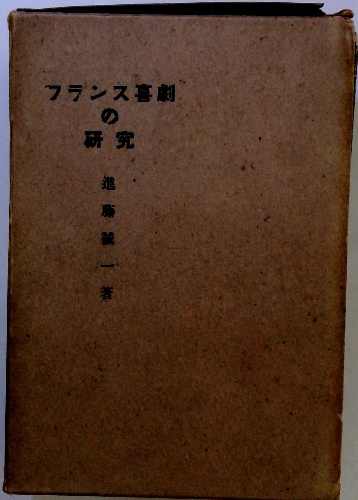 フランス喜劇
の
研究
進藤誠一著